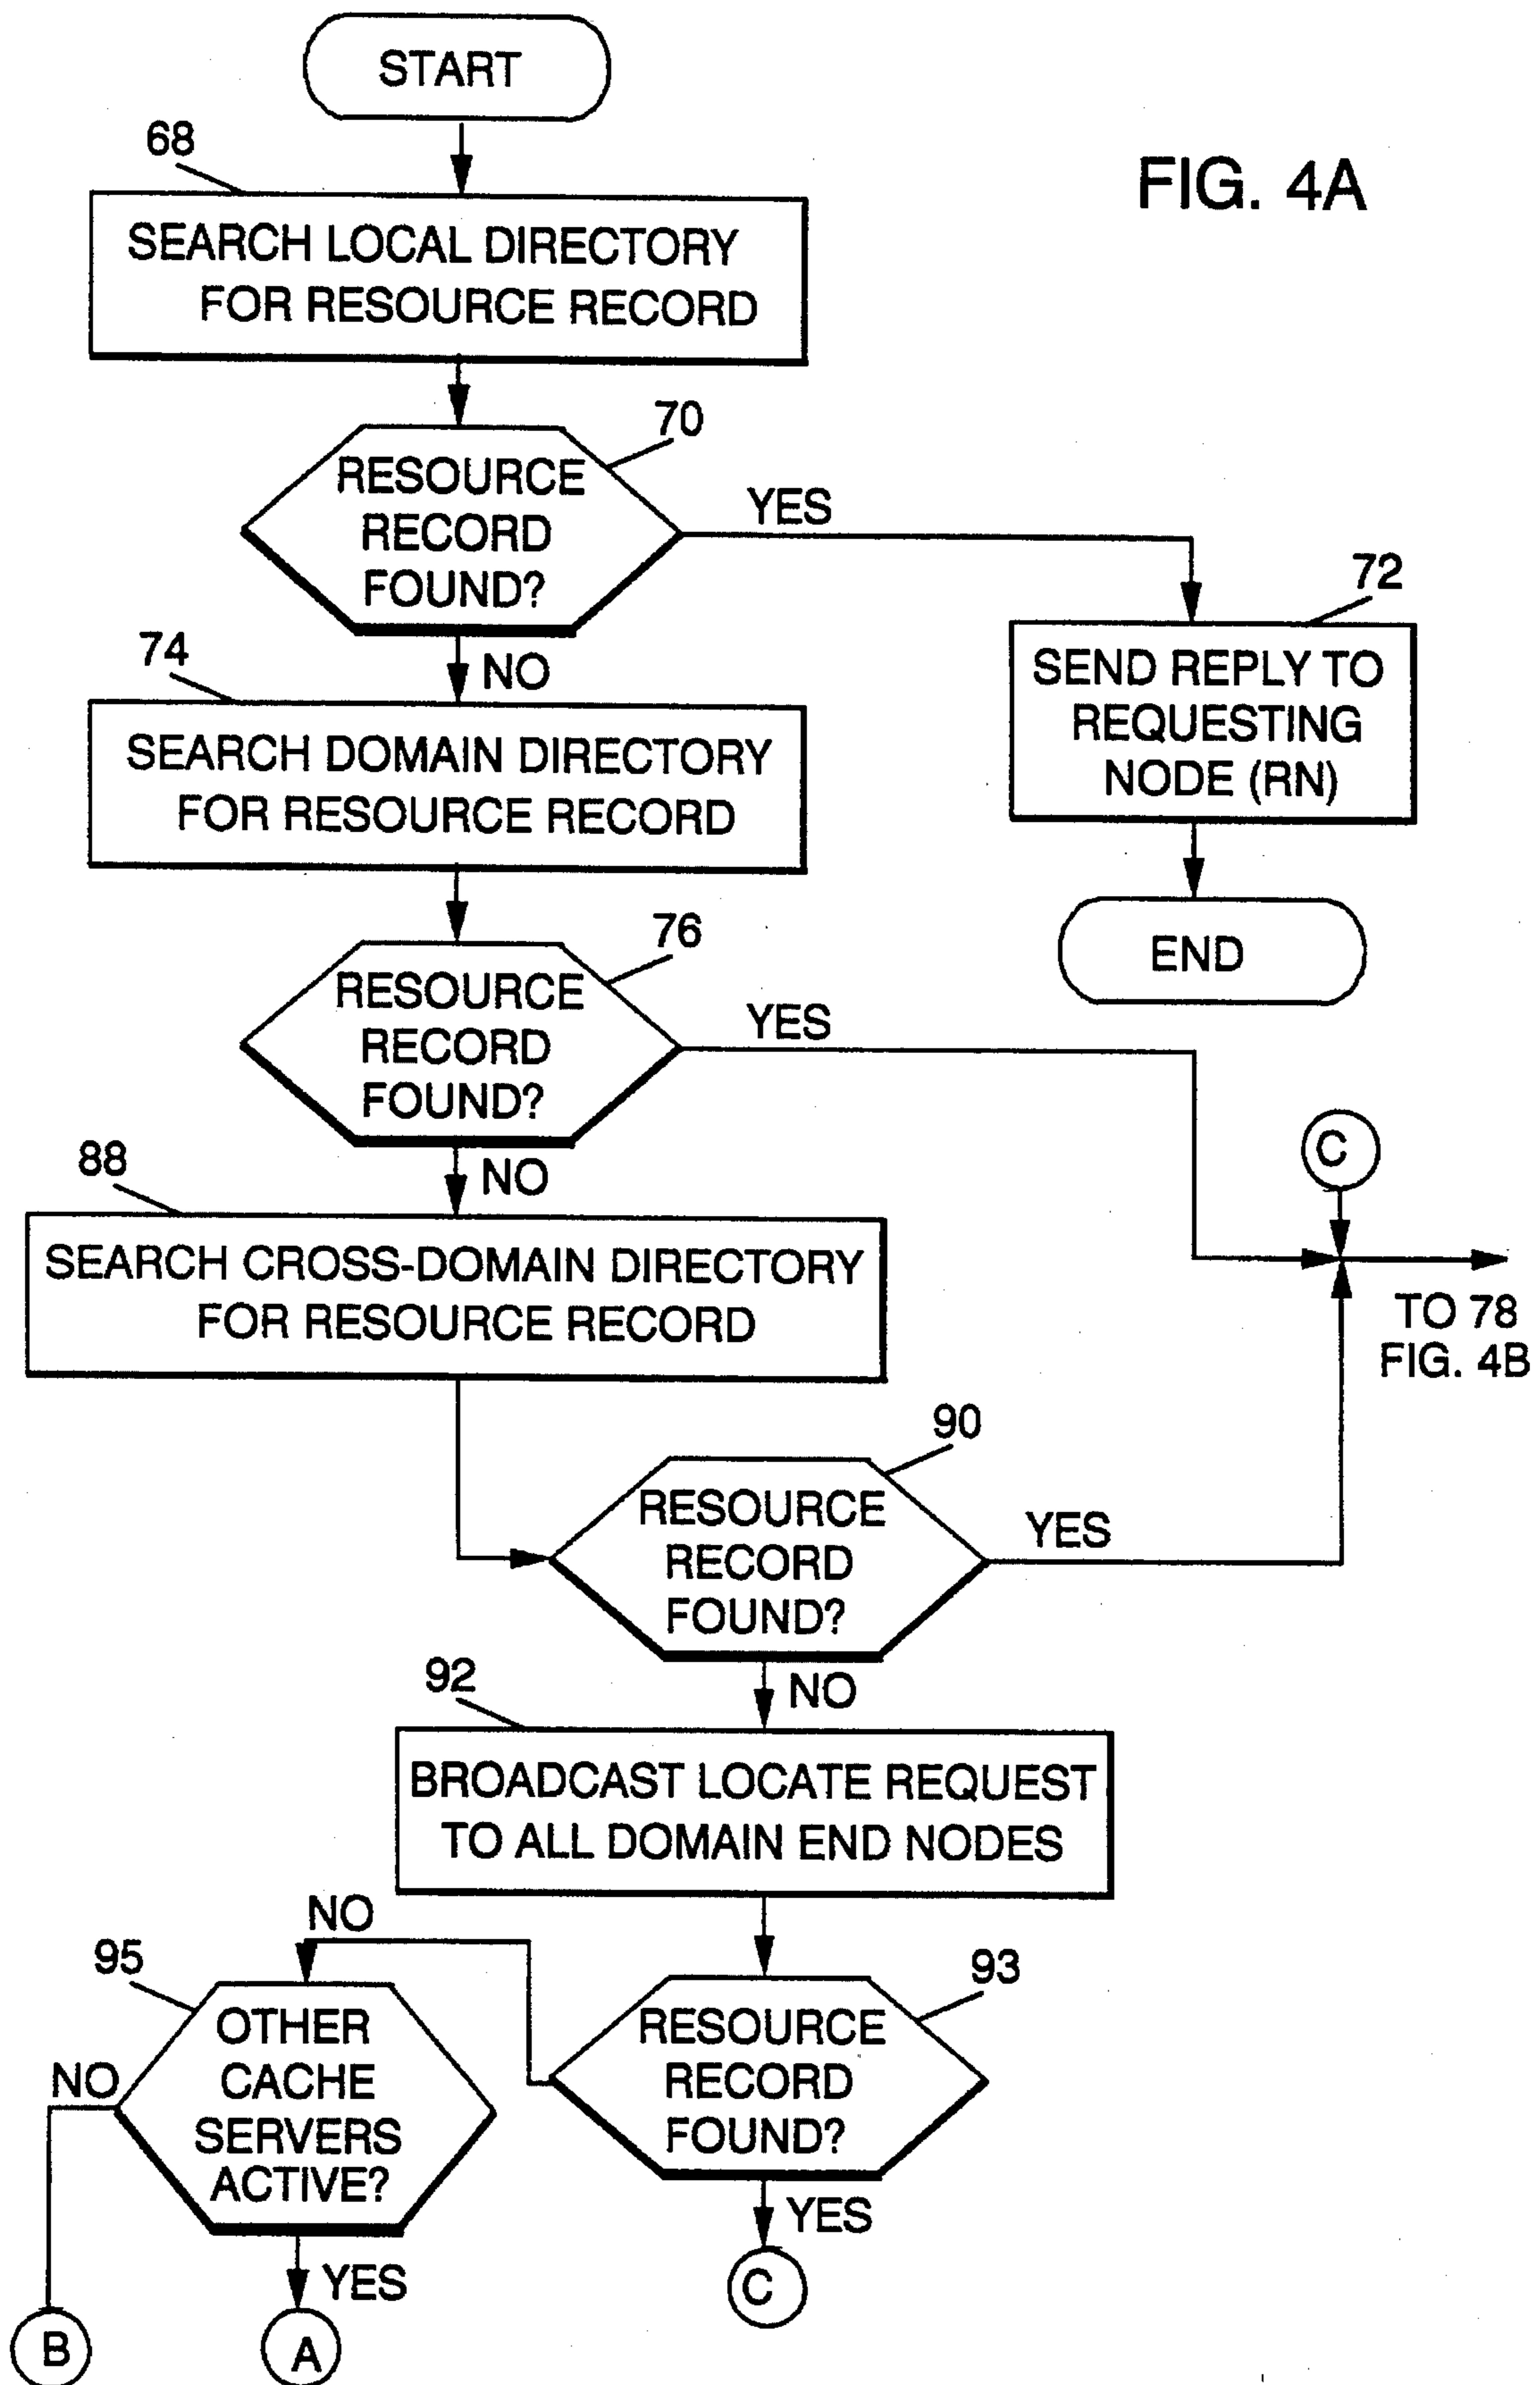 START
FIG. 4A
68
SEARCH LOCAL DIRECTORY
FOR RESOURCE RECORD
70
RESOURCE
RECORD
FOUND?
YES
72
SEND REPLY TO
REQUESTING
NODE (RN)
END
NO
74
SEARCH DOMAIN DIRECTORY
FOR RESOURCE RECORD
76
RESOURCE
RECORD
FOUND?
YES
C
TO 78
FIG. 4B
NO
88
SEARCH CROSS-DOMAIN DIRECTORY
FOR RESOURCE RECORD
90
RESOURCE
RECORD
FOUND?
YES
NO
92
BROADCAST LOCATE REQUEST
TO ALL DOMAIN END NODES
93
RESOURCE
RECORD
FOUND?
YES
C
NO
95
OTHER
CACHE
SERVERS
ACTIVE?
NO
B
YES
A